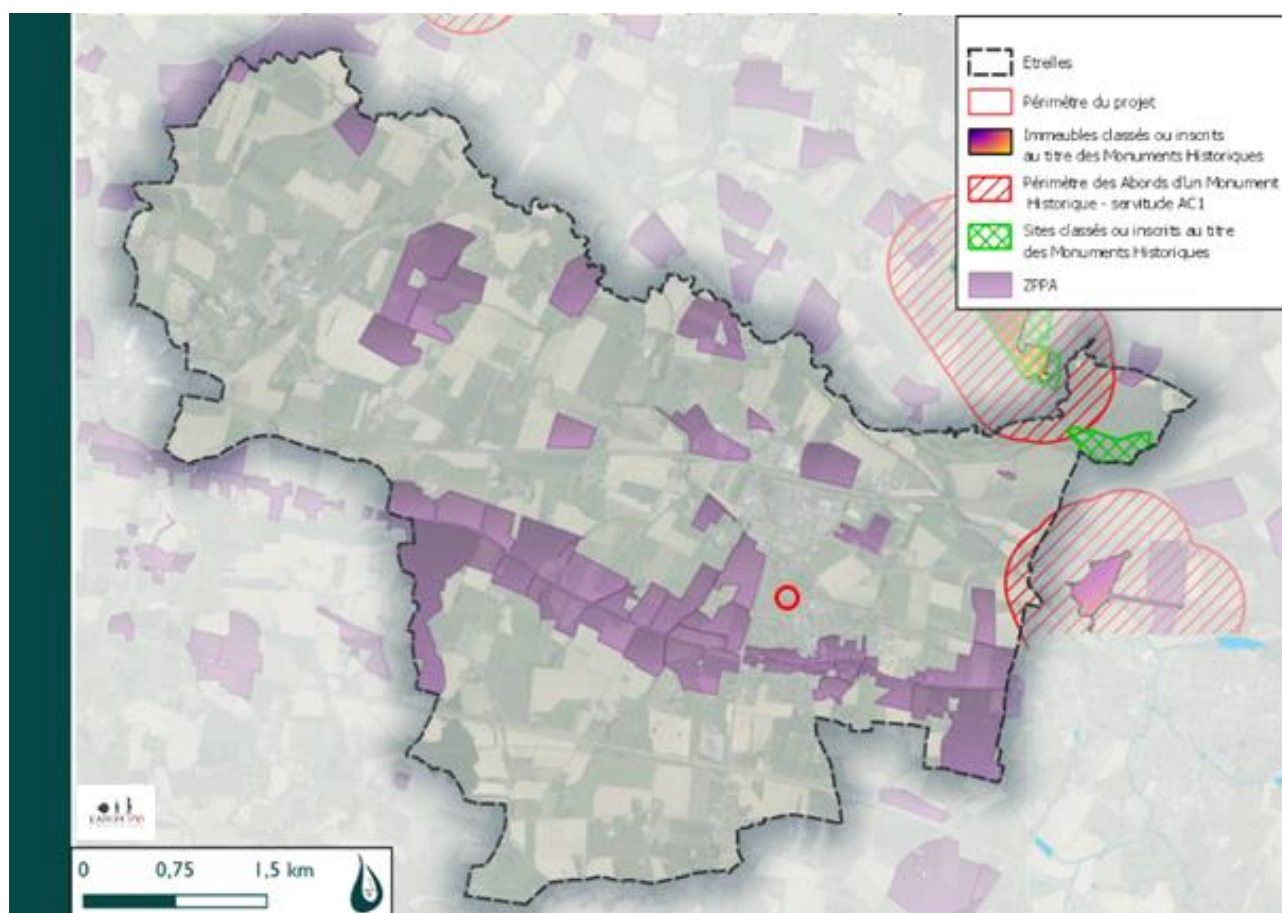 Etrelles
Périmètre du projet
Immeubles classés ou inscrits
au titre des Monuments Historiques
Périmètre des Abords d'un Monument
Historique - servitude AC1
Sites classés ou inscrits au titre
des Monuments Historiques
ZPPA
0 0,75 1,5 km